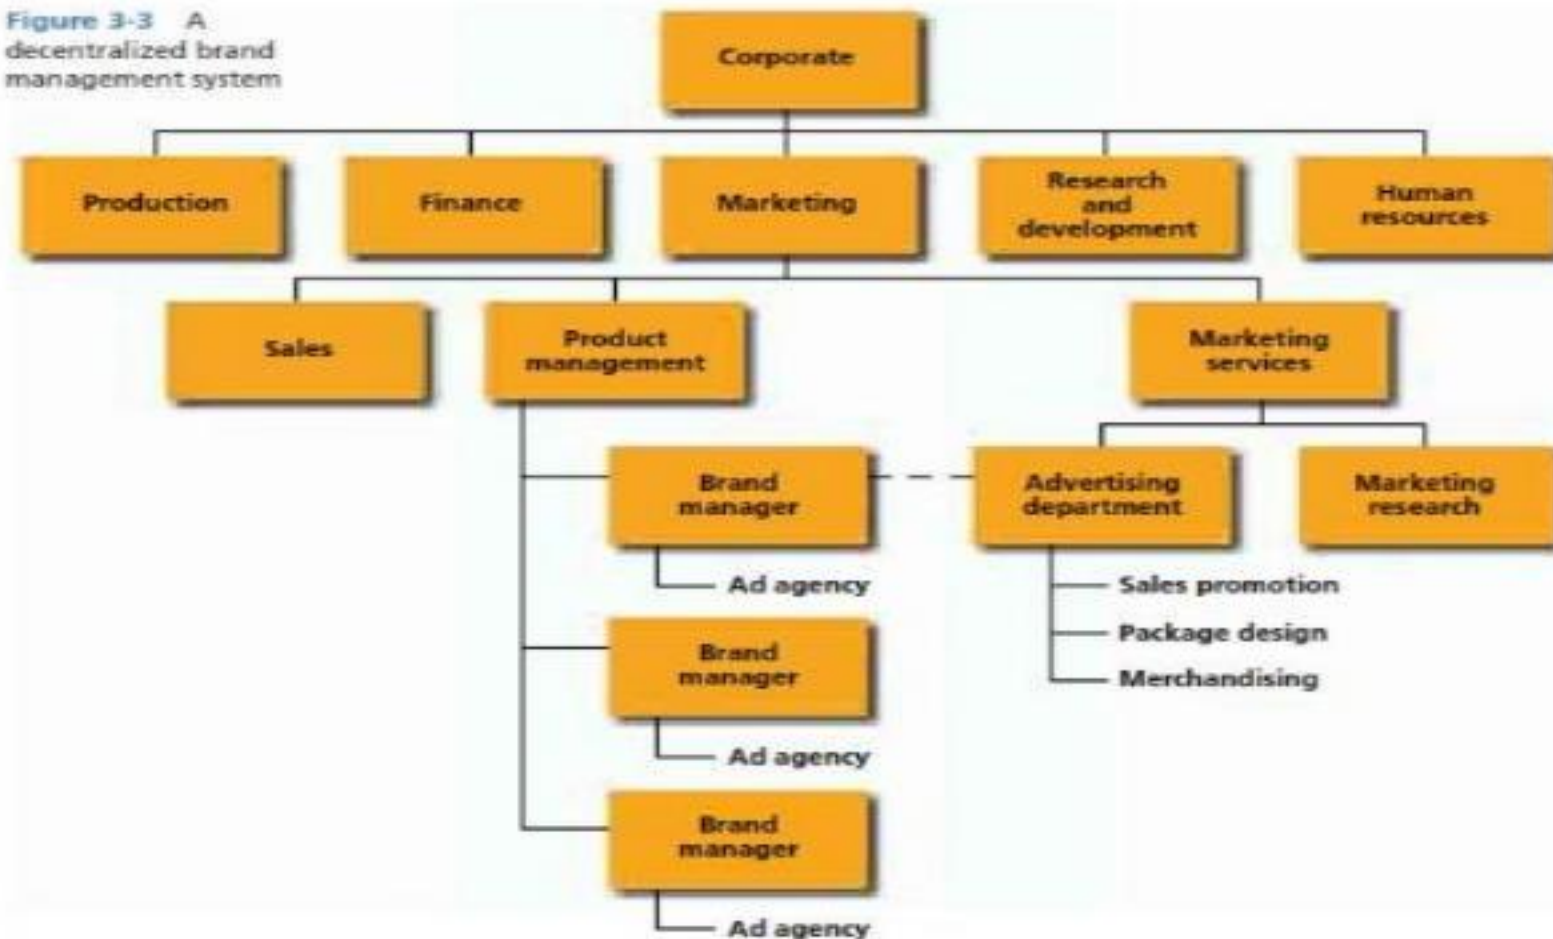 Figure 3-3 A
decentralized brand
management system
Corporate
Production
Finance
Marketing
Research
and
development
Human
resources
Sales
Product
management
Marketing
services
Brand
manager
Advertising
department
Marketing
research
Ad agency
Sales promotion
Package design
Merchandising
Brand
manager
Ad agency
Brand
manager
Ad agency